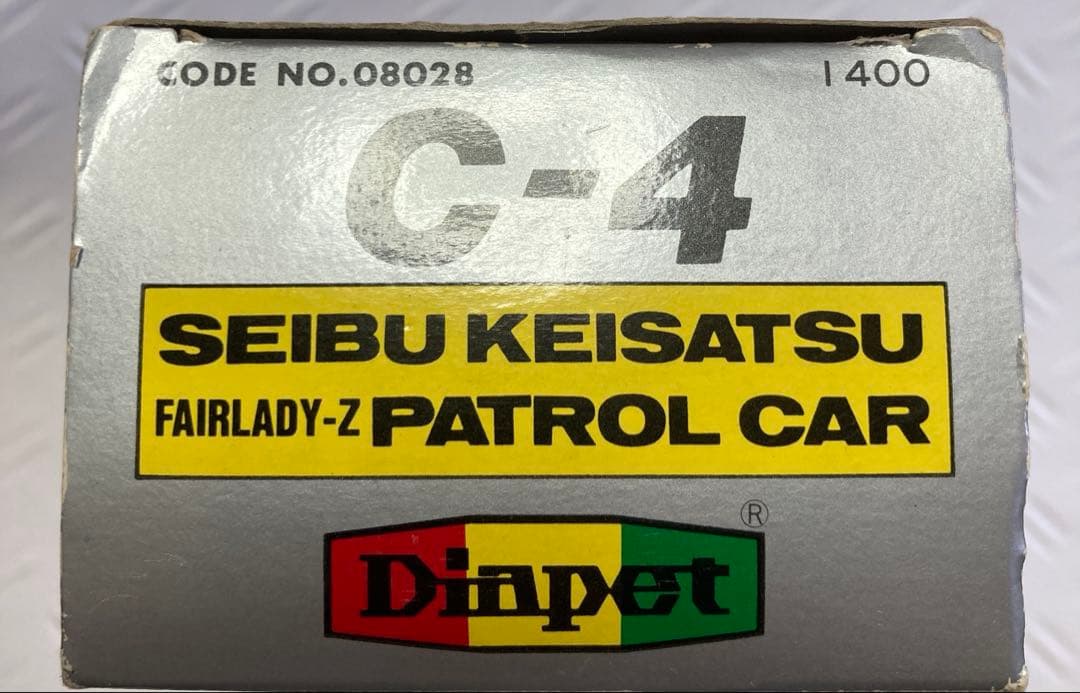 CODE NO.08028 1400
C-4
SEIBU KEISATSU
FAIRLADY-Z PATROL CAR
®
Diapet